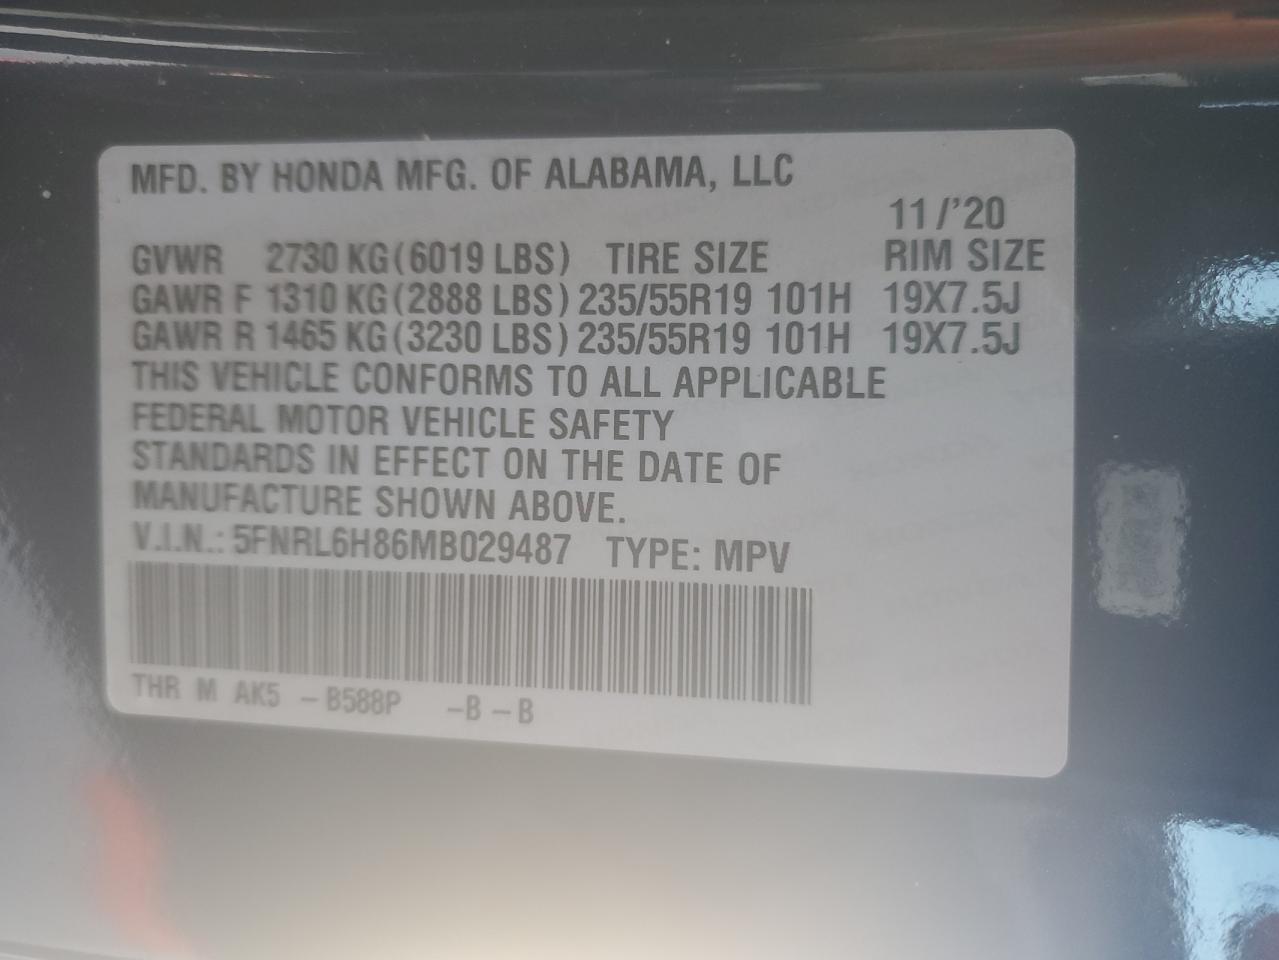 MFD. BY HONDA MFG. OF ALABAMA, LLC
11/'20
GVWR 2730 KG(6019 LBS) TIRE SIZE RIM SIZE
GAWR F 1310 KG(2888 LBS) 235/55R19 101H 19X7.5J
GAWR R 1465 KG(3230 LBS) 235/55R19 101H 19X7.5J
THIS VEHICLE CONFORMS TO ALL APPLICABLE
FEDERAL MOTOR VEHICLE SAFETY
STANDARDS IN EFFECT ON THE DATE OF
MANUFACTURE SHOWN ABOVE.
V.I.N.: 5FNRL6H86MB029487 TYPE: MPV
THR M AK5 -B588P -B-B